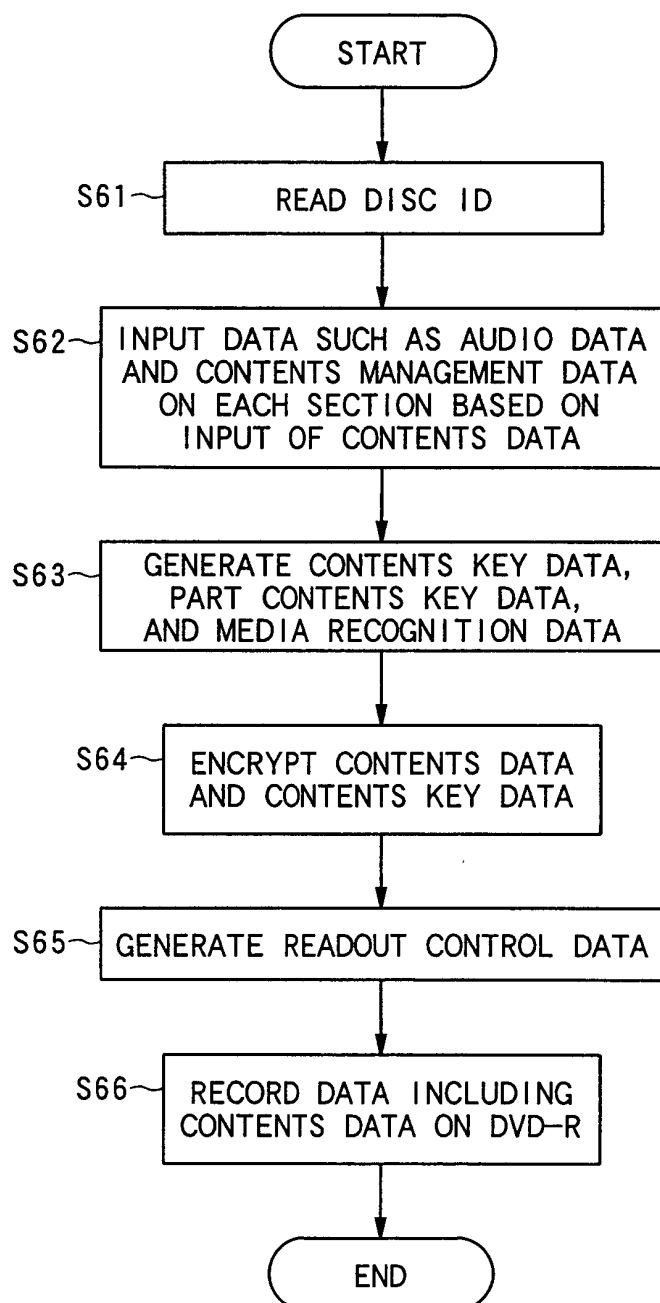 START
S61
READ DISC ID
S62
INPUT DATA SUCH AS AUDIO DATA
AND CONTENTS MANAGEMENT DATA
ON EACH SECTION BASED ON
INPUT OF CONTENTS DATA
S63
GENERATE CONTENTS KEY DATA,
PART CONTENTS KEY DATA,
AND MEDIA RECOGNITION DATA
S64
ENCRYPT CONTENTS DATA
AND CONTENTS KEY DATA
S65
GENERATE READOUT CONTROL DATA
S66
RECORD DATA INCLUDING
CONTENTS DATA ON DVD-R
END